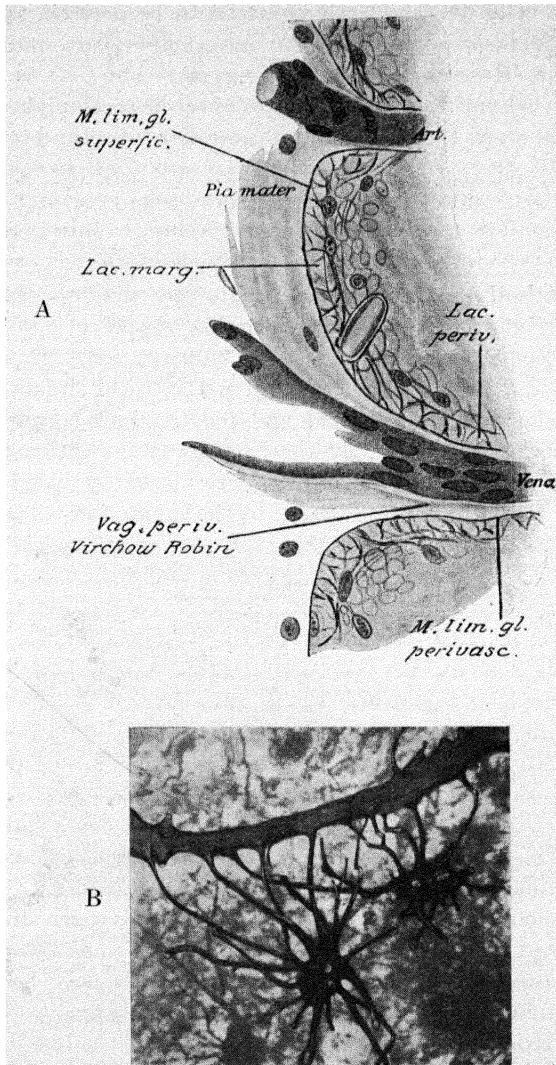 M. lim. gl.
superfic.
Art.
Pia mater
Lac. marg.
A
Lac.
periv.
Vena
Vag. periv.
Virchow Robin
M. lim. gl.
perivasc.
B